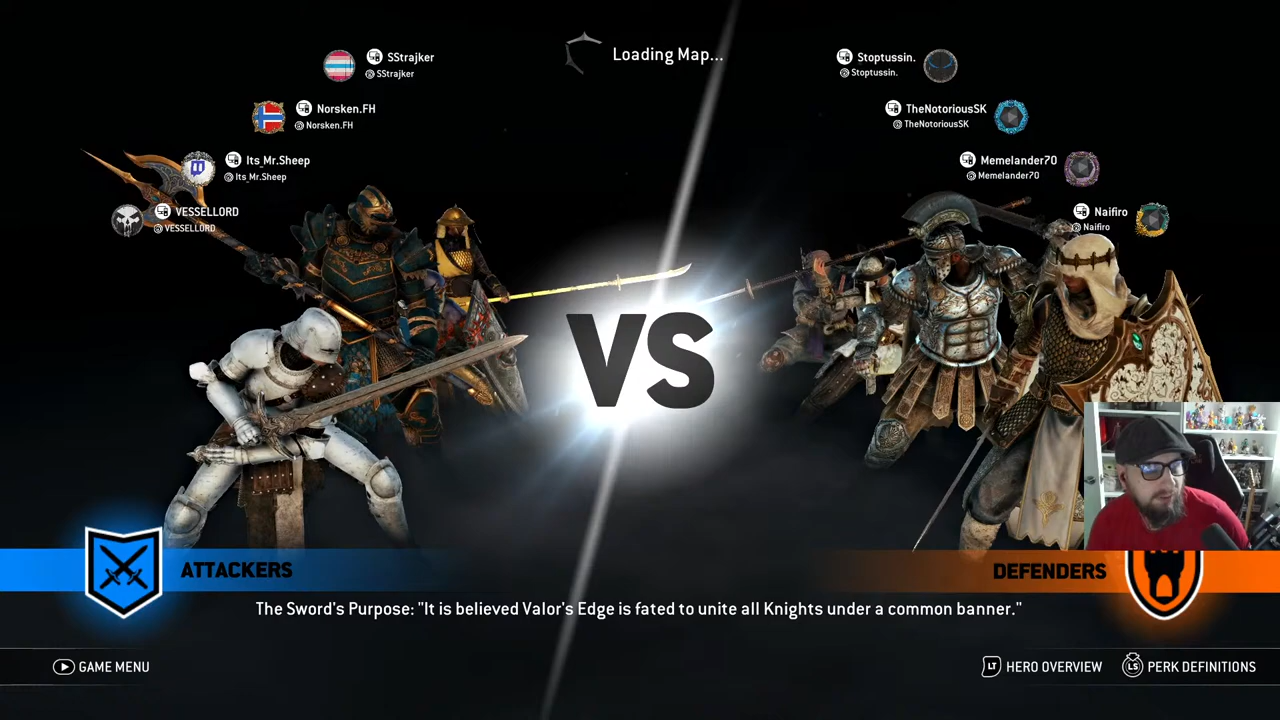 Loading Map...
SStrajker
SStrajker
Norsken.FH
Norsken.FH
Its_Mr.Sheep
Its_Mr.Sheep
VESSELLORD
VESSELLORD
Stoptussin.
Stoptussin.
TheNotoriousSK
TheNotoriousSK
Memelander70
Memelander70
Naifiro
Naifiro
VS
ATTACKERS
DEFENDERS
The Sword's Purpose: "It is believed Valor's Edge is fated to unite all Knights under a common banner."
GAME MENU
LT HERO OVERVIEW
LS PERK DEFINITIONS